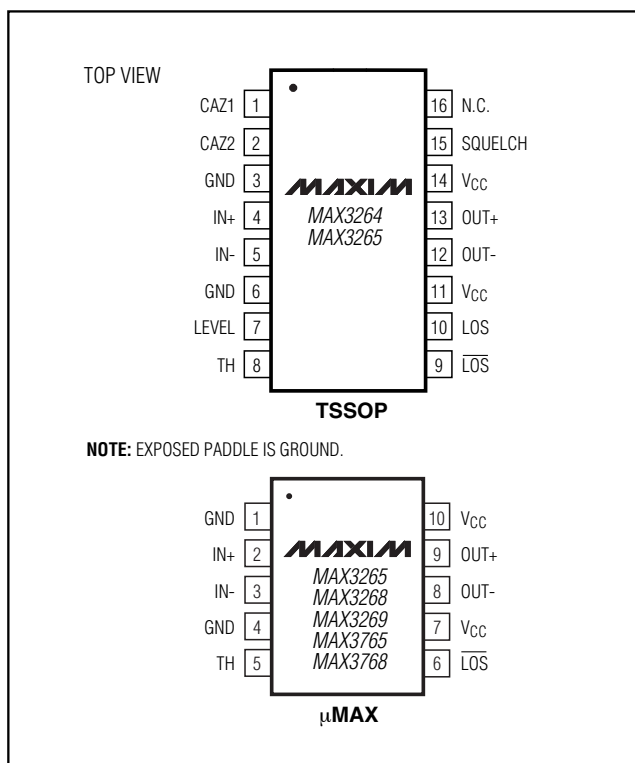 TOP VIEW
CAZ1 1 16 N.C.
CAZ2 2 15 SQUELCH
GND 3 MAXIM 14 VCC
IN+ 4 MAX3264 13 OUT+
MAX3265
IN- 5 12 OUT-
GND 6 11 VCC
LEVEL 7 10 LOS
TH 8 9 L̅O̅S̅
TSSOP
NOTE: EXPOSED PADDLE IS GROUND.
GND 1 10 VCC
IN+ 2 MAXIM 9 OUT+
MAX3265
IN- 3 MAX3268 8 OUT-
MAX3269
GND 4 MAX3765 7 VCC
TH 5 MAX3768 6 L̅O̅S̅
μMAX